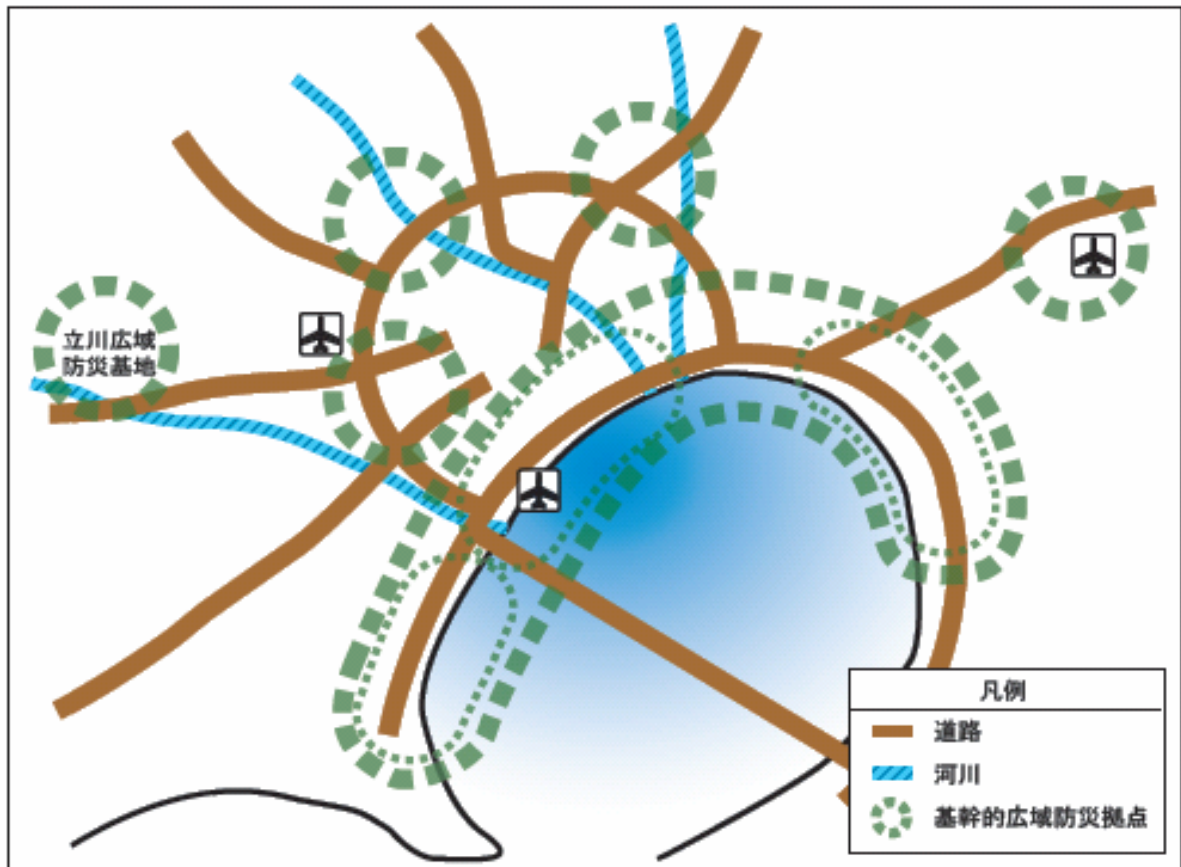 立川広域
防災基地
凡例
道路
河川
基幹的広域防災拠点